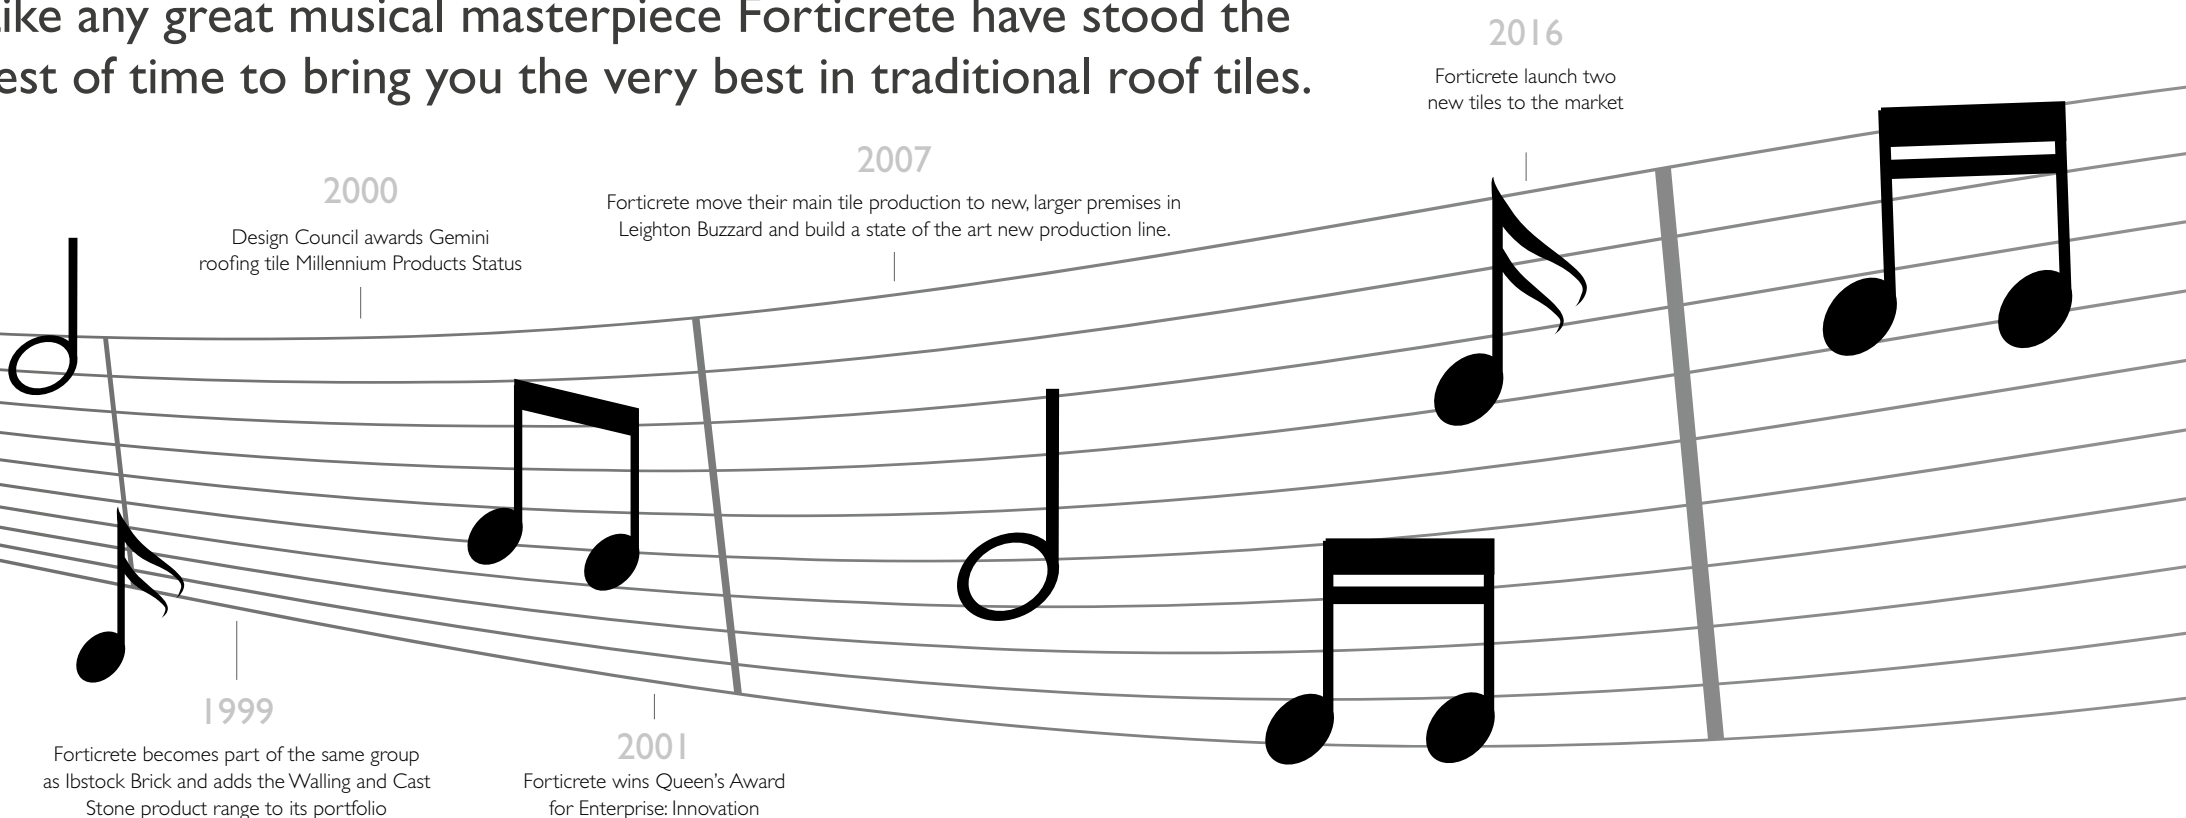 ike any great musical masterpiece Forticrete have stood the
est of time to bring you the very best in traditional roof tiles.
2016
Forticrete launch two
new tiles to the market
2007
Forticrete move their main tile production to new, larger premises in
Leighton Buzzard and build a state of the art new production line.
2000
Design Council awards Gemini
roofing tile Millennium Products Status
1999
Forticrete becomes part of the same group
as Ibstock Brick and adds the Walling and Cast
Stone product range to its portfolio
2001
Forticrete wins Queen's Award
for Enterprise: Innovation